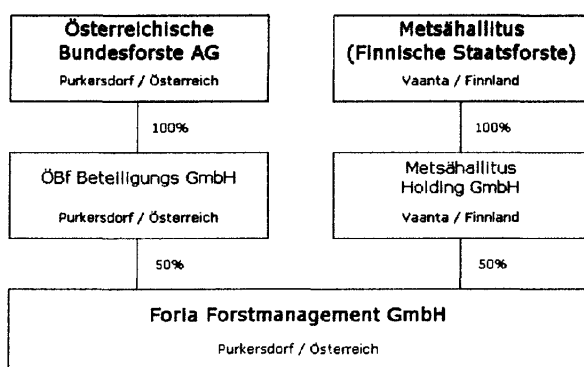 Österreichische
Bundesforste AG
Purkersdorf / Österreich
Metsähallitus
(Finnische Staatsforste)
Vaanta / Finnland
100%
100%
ÖBf Beteiligungs GmbH
Purkersdorf / Österreich
Metsähallitus
Holding GmbH
Vaanta / Finnland
50%
50%
Foria Forstmanagement GmbH
Purkersdorf / Österreich